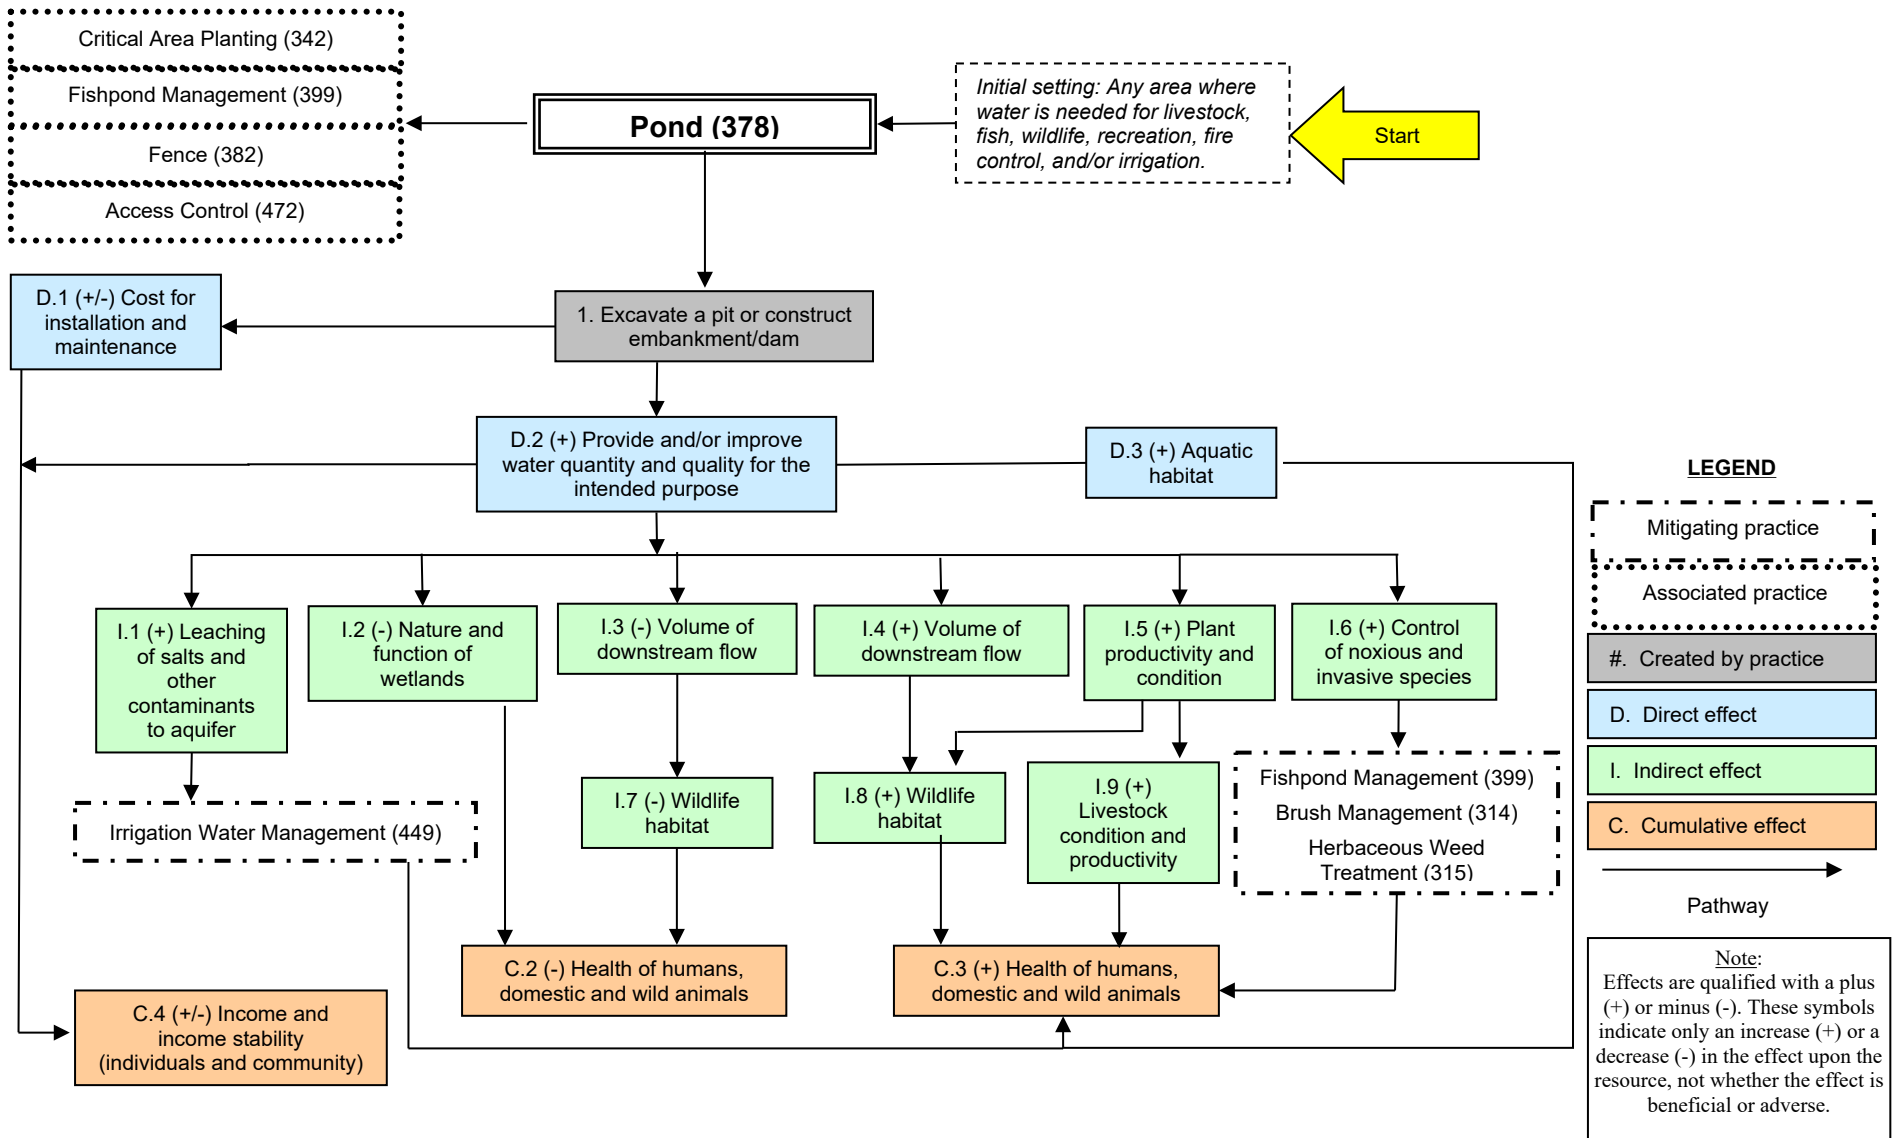 Critical Area Planting (342)
Fishpond Management (399)
Fence (382)
Access Control (472)
Pond (378)
Initial setting: Any area where
water is needed for livestock,
fish, wildlife, recreation, fire
control, and/or irrigation.
Start
D.1 (+/-) Cost for
installation and
maintenance
1. Excavate a pit or construct
embankment/dam
D.2 (+) Provide and/or improve
water quantity and quality for the
intended purpose
D.3 (+) Aquatic
habitat
I.1 (+) Leaching
of salts and
other
contaminants
to aquifer
I.2 (-) Nature and
function of
wetlands
I.3 (-) Volume of
downstream flow
I.4 (+) Volume of
downstream flow
I.5 (+) Plant
productivity and
condition
I.6 (+) Control
of noxious and
invasive species
Irrigation Water Management (449)
I.7 (-) Wildlife
habitat
I.8 (+) Wildlife
habitat
I.9 (+)
Livestock
condition and
productivity
Fishpond Management (399)
Brush Management (314)
Herbaceous Weed
Treatment (315)
C.2 (-) Health of humans,
domestic and wild animals
C.3 (+) Health of humans,
domestic and wild animals
C.4 (+/-) Income and
income stability
(individuals and community)
LEGEND
Mitigating practice
Associated practice
#. Created by practice
D. Direct effect
I. Indirect effect
C. Cumulative effect
Pathway
Note:
Effects are qualified with a plus
(+) or minus (-). These symbols
indicate only an increase (+) or a
decrease (-) in the effect upon the
resource, not whether the effect is
beneficial or adverse.